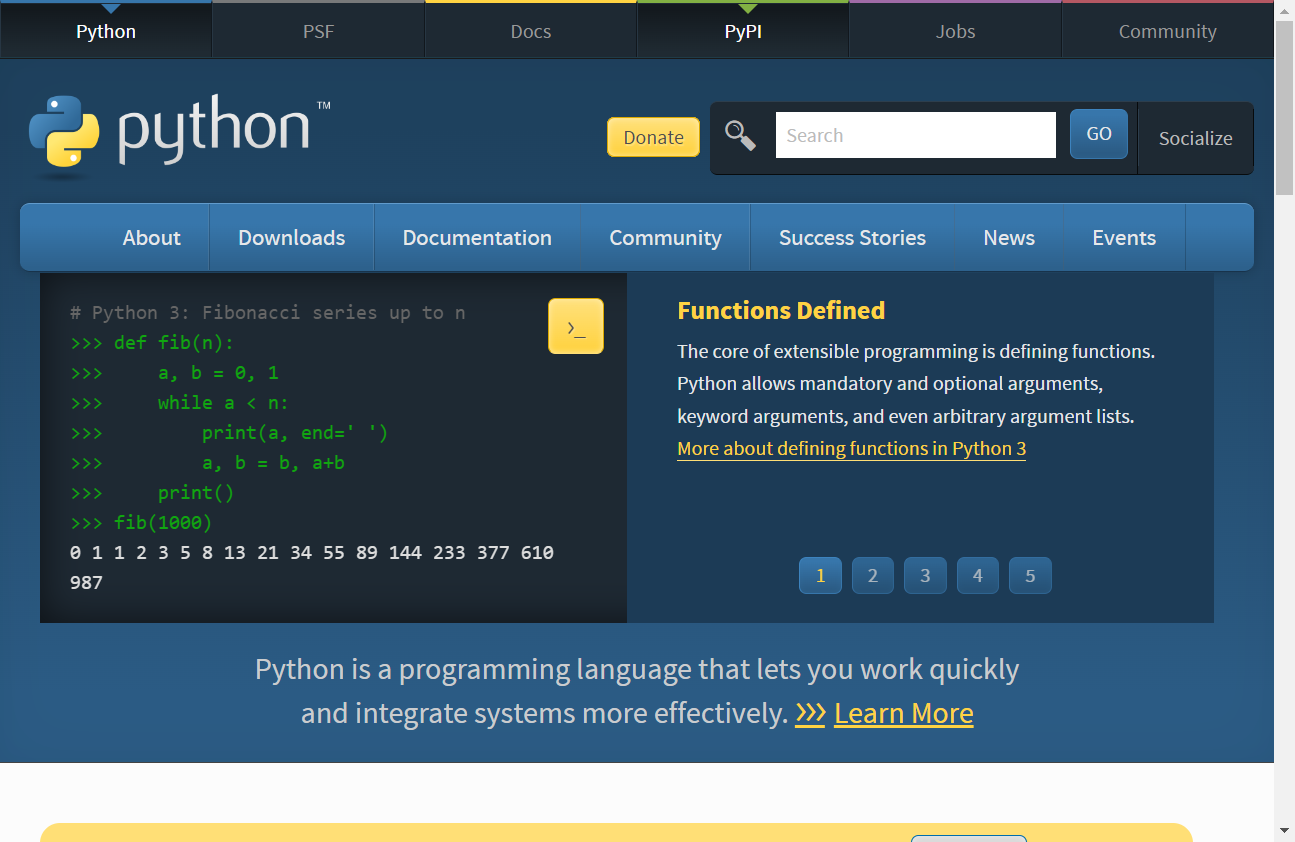 Python PSF Docs PyPI Jobs Community
python™
Donate Search GO Socialize
About Downloads Documentation Community Success Stories News Events
# Python 3: Fibonacci series up to n
>>> def fib(n):
>>>     a, b = 0, 1
>>>     while a < n:
>>>         print(a, end=' ')
>>>         a, b = b, a+b
>>>     print()
>>> fib(1000)
0 1 1 2 3 5 8 13 21 34 55 89 144 233 377 610
987
>_
Functions Defined
The core of extensible programming is defining functions.
Python allows mandatory and optional arguments,
keyword arguments, and even arbitrary argument lists.
More about defining functions in Python 3
1 2 3 4 5
Python is a programming language that lets you work quickly
and integrate systems more effectively. >>> Learn More